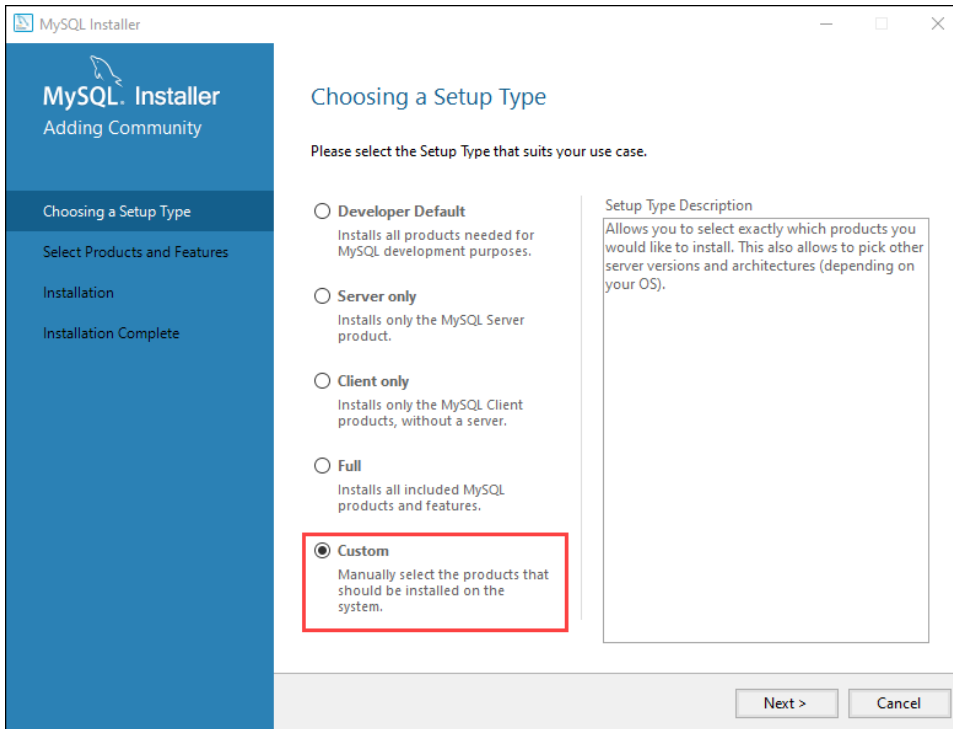 MySQL Installer
MySQL. Installer
Adding Community
Choosing a Setup Type
Select Products and Features
Installation
Installation Complete
Choosing a Setup Type
Please select the Setup Type that suits your use case.
Developer Default
Installs all products needed for
MySQL development purposes.
Server only
Installs only the MySQL Server
product.
Client only
Installs only the MySQL Client
products, without a server.
Full
Installs all included MySQL
products and features.
Custom
Manually select the products that
should be installed on the
system.
Setup Type Description
Allows you to select exactly which products you
would like to install. This also allows to pick other
server versions and architectures (depending on
your OS).
Next >
Cancel